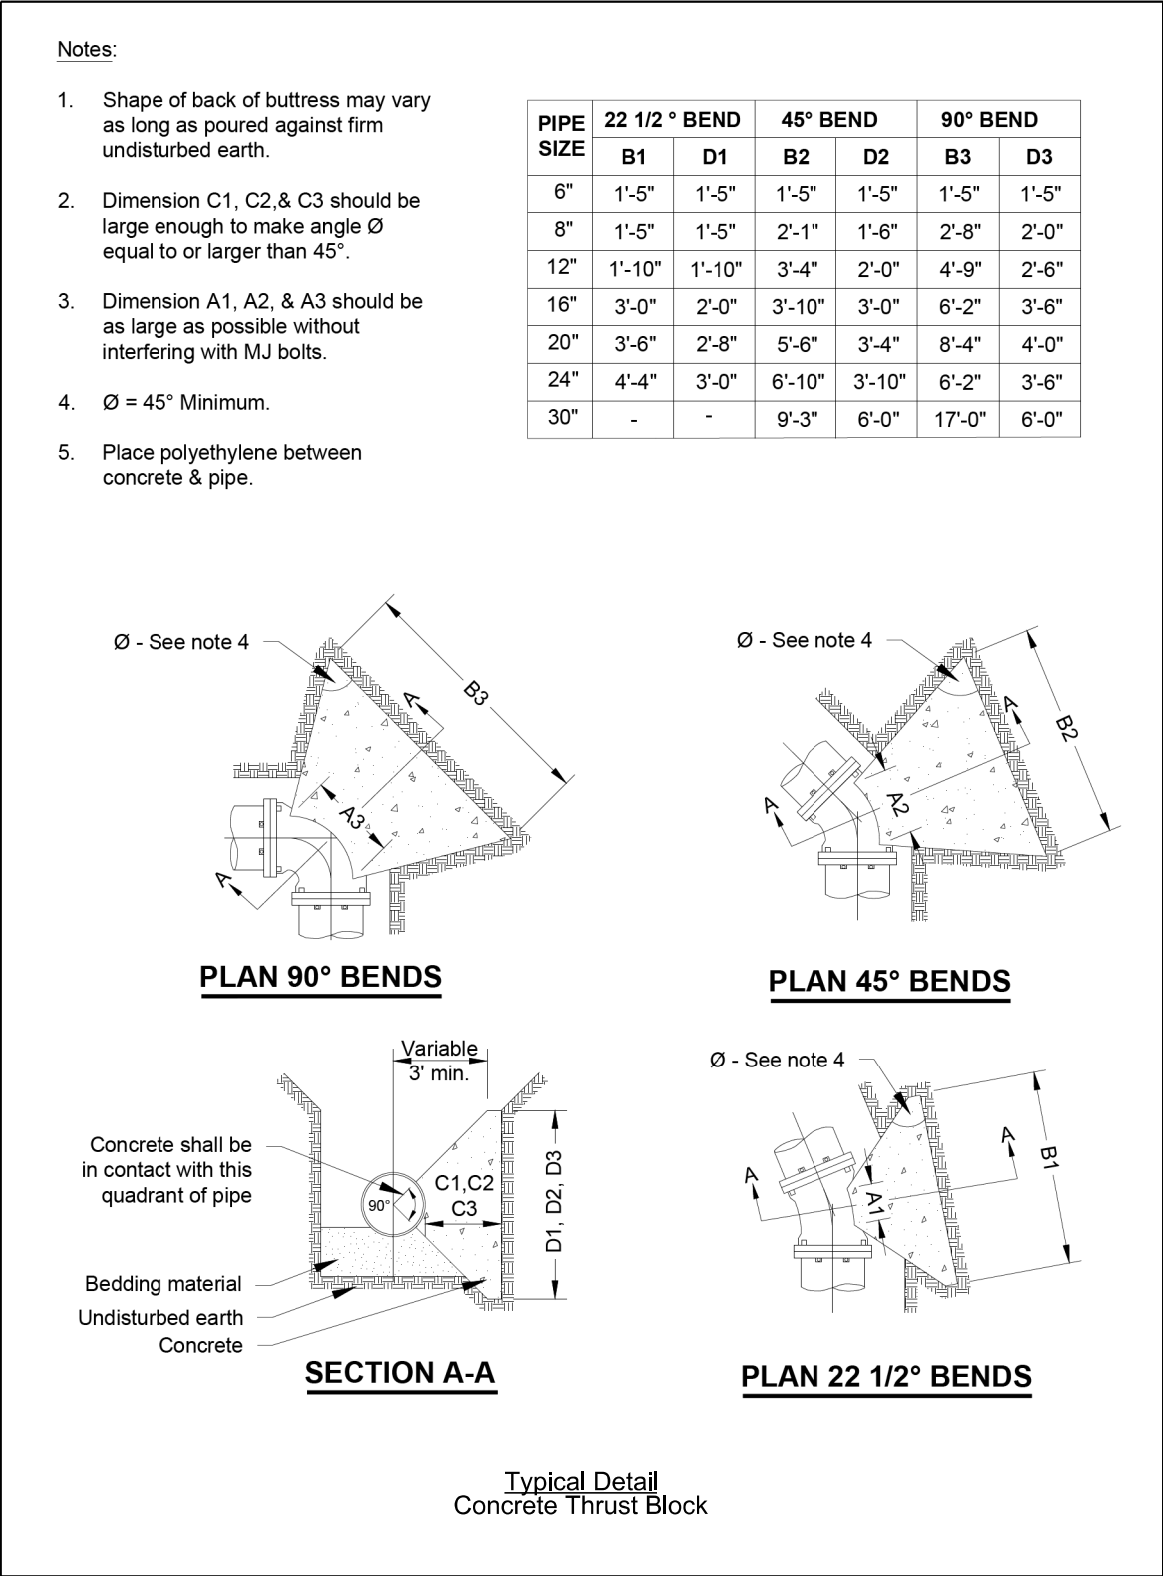 Notes:
1. Shape of back of buttress may vary
as long as poured against firm
undisturbed earth.
2. Dimension C1, C2,& C3 should be
large enough to make angle Ø
equal to or larger than 45°.
3. Dimension A1, A2, & A3 should be
as large as possible without
interfering with MJ bolts.
4. Ø = 45° Minimum.
5. Place polyethylene between
concrete & pipe.
PIPE SIZE 22 1/2 ° BEND 45° BEND 90° BEND
B1 D1 B2 D2 B3 D3
6" 1'-5" 1'-5" 1'-5" 1'-5" 1'-5" 1'-5"
8" 1'-5" 1'-5" 2'-1" 1'-6" 2'-8" 2'-0"
12" 1'-10" 1'-10" 3'-4" 2'-0" 4'-9" 2'-6"
16" 3'-0" 2'-0" 3'-10" 3'-0" 6'-2" 3'-6"
20" 3'-6" 2'-8" 5'-6" 3'-4" 8'-4" 4'-0"
24" 4'-4" 3'-0" 6'-10" 3'-10" 6'-2" 3'-6"
30" - - 9'-3" 6'-0" 17'-0" 6'-0"
Ø - See note 4
B3
A
A3
A
PLAN 90° BENDS
Ø - See note 4
B2
A
A2
A
PLAN 45° BENDS
Variable
3' min.
Concrete shall be
in contact with this
quadrant of pipe
90°
C1,C2
C3
D1, D2, D3
Bedding material
Undisturbed earth
Concrete
SECTION A-A
Ø - See note 4
A
B1
A
A1
PLAN 22 1/2° BENDS
Typical Detail
Concrete Thrust Block